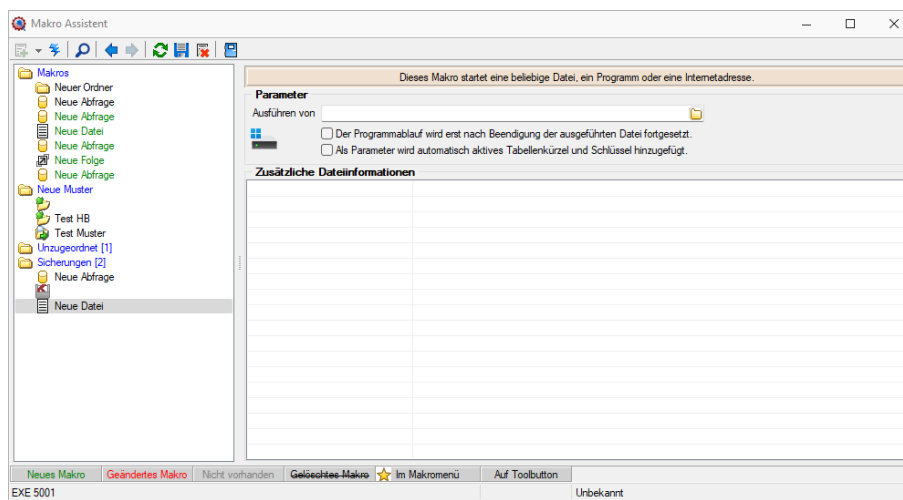 Makro Assistent
Makros
Neuer Ordner
Neue Abfrage
Neue Abfrage
Neue Datei
Neue Abfrage
Neue Folge
Neue Abfrage
Neue Muster
Test HB
Test Muster
Unzugeordnet [1]
Sicherungen [2]
Neue Abfrage
Neue Datei
Dieses Makro startet eine beliebige Datei, ein Programm oder eine Internetadresse.
Parameter
Ausführen von
Der Programmablauf wird erst nach Beendigung der ausgeführten Datei fortgesetzt.
Als Parameter wird automatisch aktives Tabellenkürzel und Schlüssel hinzugefügt.
Zusätzliche Dateiinformationen
Neues Makro Geändertes Makro Nicht vorhanden Gelöschtes Makro Im Makromenü Auf Toolbutton
EXE 5001 Unbekannt